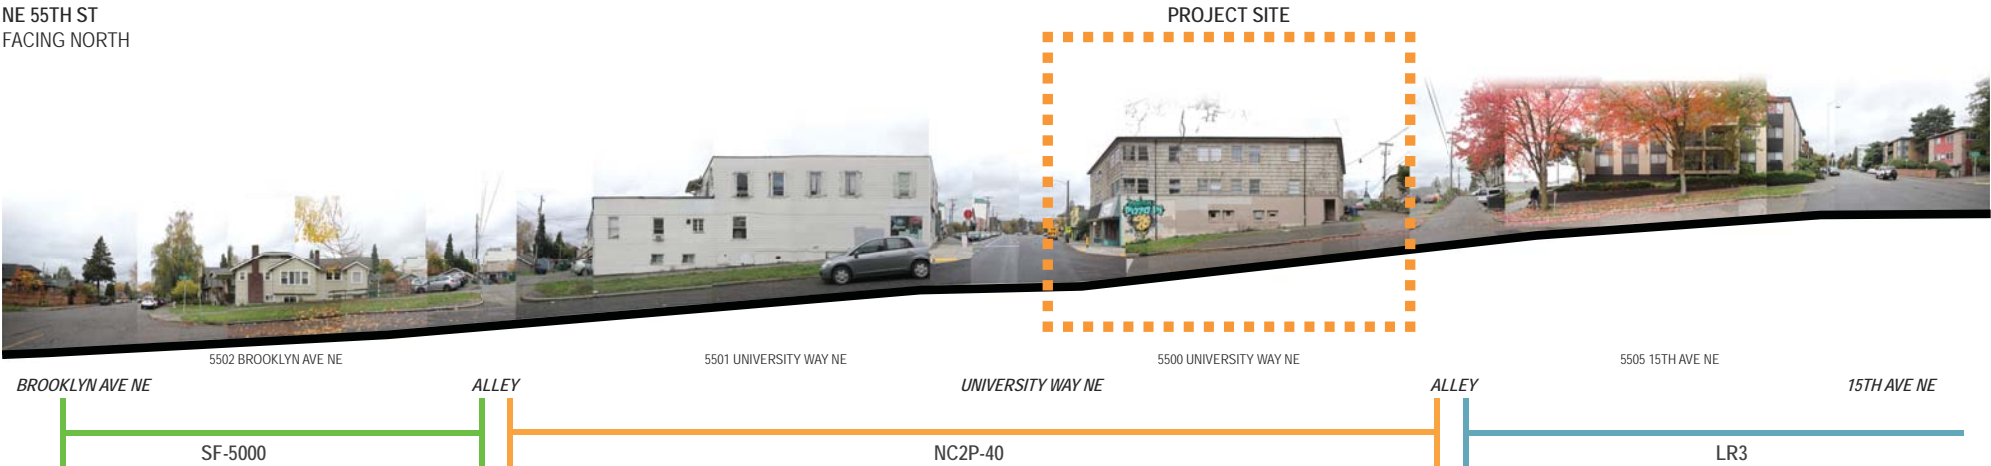 NE 55TH ST
FACING NORTH
PROJECT SITE
5502 BROOKLYN AVE NE
5501 UNIVERSITY WAY NE
5500 UNIVERSITY WAY NE
5505 15TH AVE NE
BROOKLYN AVE NE
ALLEY
UNIVERSITY WAY NE
ALLEY
15TH AVE NE
SF-5000
NC2P-40
LR3